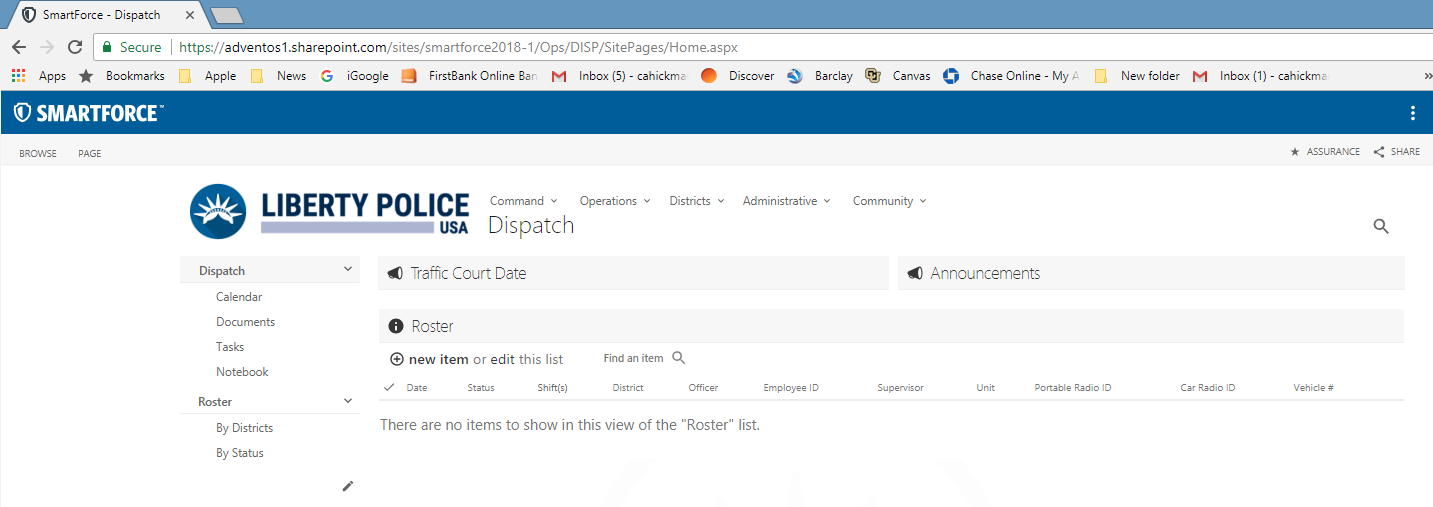 SmartForce - Dispatch
Secure https://adventos1.sharepoint.com/sites/smartforce2018-1/Ops/DISP/SitePages/Home.aspx
Apps Bookmarks Apple News iGoogle FirstBank Online Ban Inbox (5) - cahickma Discover Barclay Canvas Chase Online - My A New folder Inbox (1) - cahickma »
SMARTFORCE™
BROWSE PAGE ASSURANCE SHARE
LIBERTY POLICE
USA
Command Operations Districts Administrative Community
Dispatch
Dispatch
Calendar
Documents
Tasks
Notebook
Roster
By Districts
By Status
Traffic Court Date
Announcements
Roster
new item or edit this list Find an item
Date Status Shift(s) District Officer Employee ID Supervisor Unit Portable Radio ID Car Radio ID Vehicle #
There are no items to show in this view of the "Roster" list.